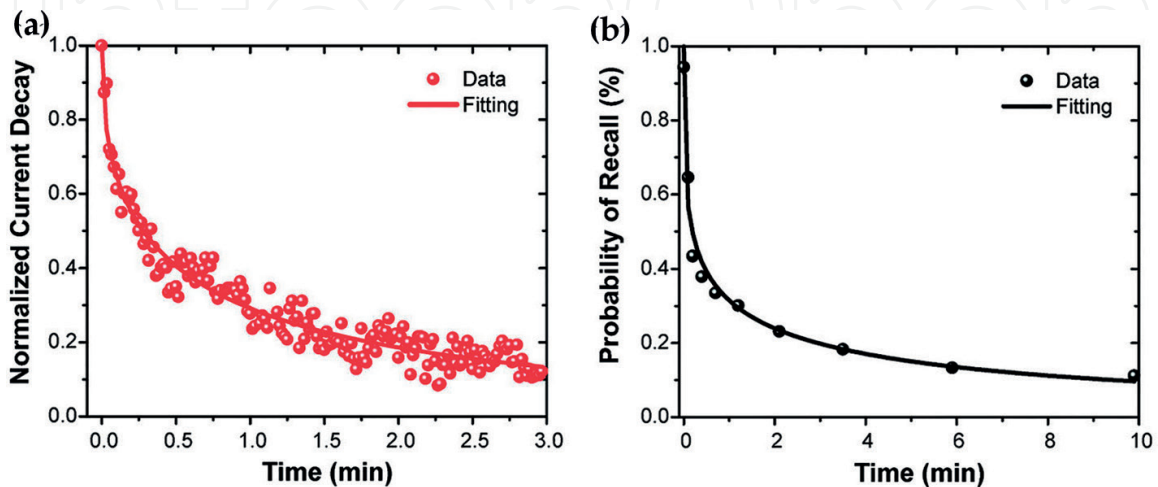 (a)
Normalized Current Decay
1.0
0.8
0.6
0.4
0.2
0.0
Data
Fitting
0.0 0.5 1.0 1.5 2.0 2.5 3.0
Time (min)
(b)
Probability of Recall (%)
1.0
0.8
0.6
0.4
0.2
0.0
Data
Fitting
0 2 4 6 8 10
Time (min)